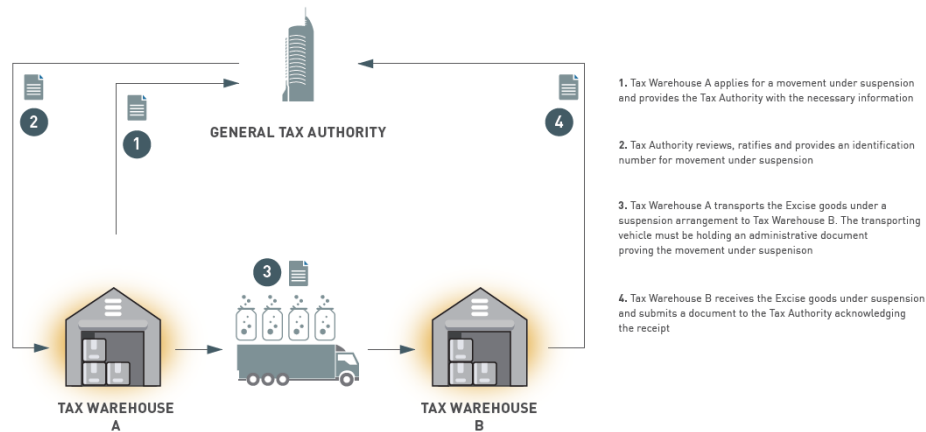 2
1
GENERAL TAX AUTHORITY
4
3
TAX WAREHOUSE
A
TAX WAREHOUSE
B
1. Tax Warehouse A applies for a movement under suspension
and provides the Tax Authority with the necessary information
2. Tax Authority reviews, ratifies and provides an identification
number for movement under suspension
3. Tax Warehouse A transports the Excise goods under a
suspension arrangement to Tax Warehouse B. The transporting
vehicle must be holding an administrative document
proving the movement under suspenison
4. Tax Warehouse B receives the Excise goods under suspension
and submits a document to the Tax Authority acknowledging
the receipt